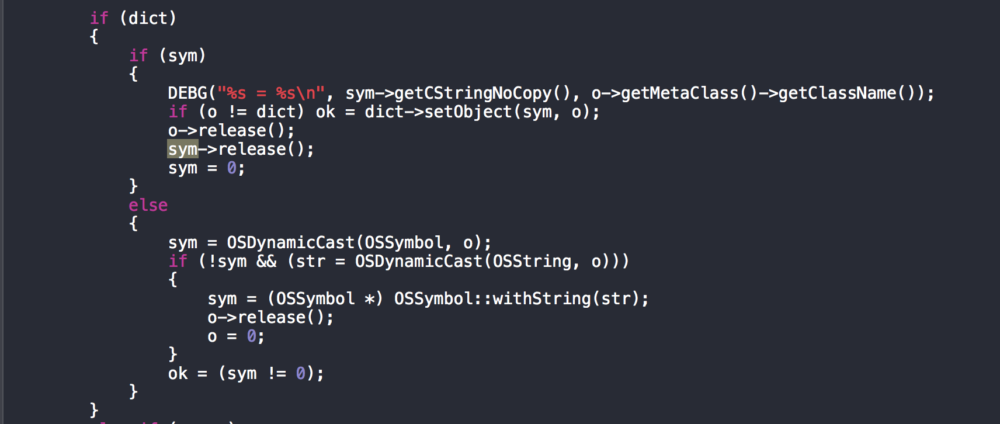 if (dict)
{
if (sym)
{
DEBG("%s = %s\n", sym->getCStringNoCopy(), o->getMetaClass()->getClassName());
if (o != dict) ok = dict->setObject(sym, o);
o->release();
sym->release();
sym = 0;
}
else
{
sym = OSDynamicCast(OSSymbol, o);
if (!sym && (str = OSDynamicCast(OSString, o)))
{
sym = (OSSymbol *) OSSymbol::withString(str);
o->release();
o = 0;
}
ok = (sym != 0);
}
}